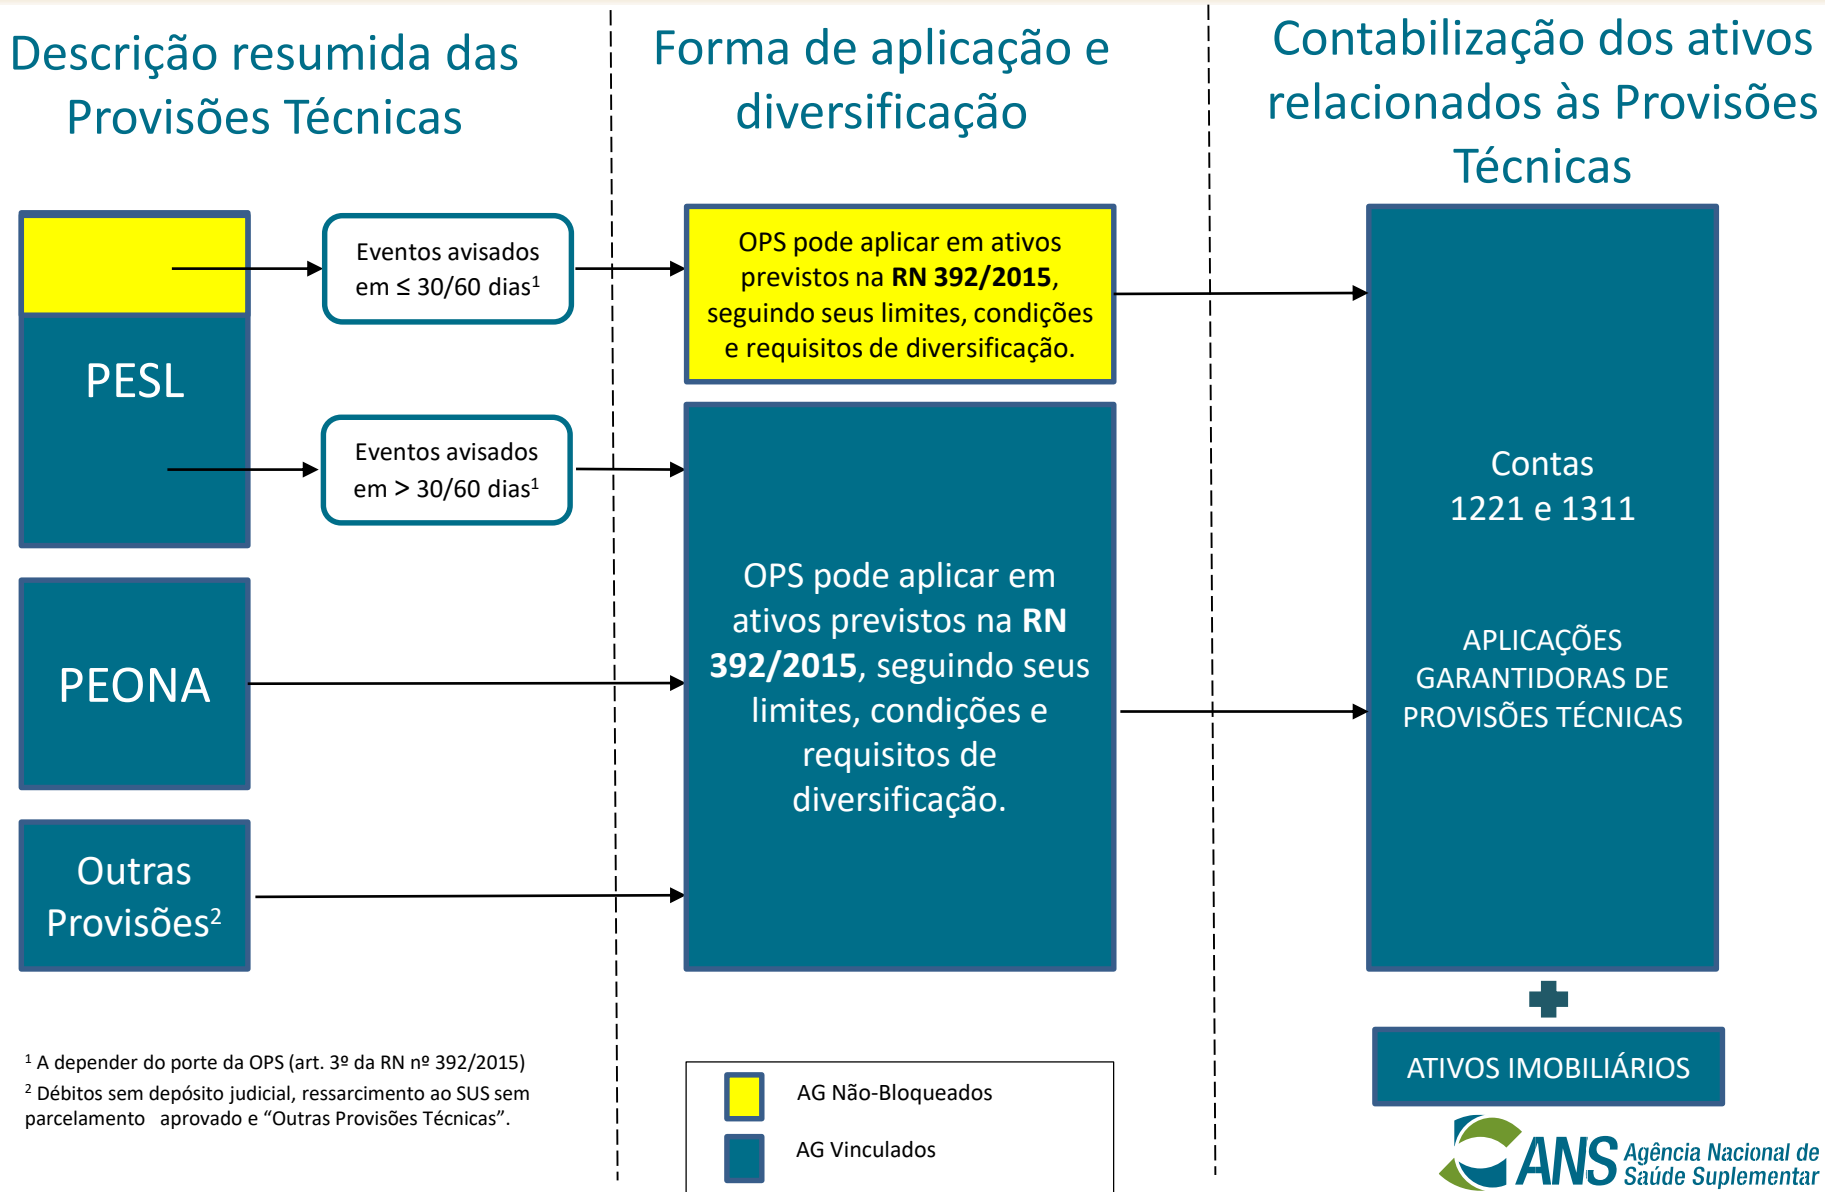 Descrição resumida das
Provisões Técnicas
Forma de aplicação e
diversificação
Contabilização dos ativos
relacionados às Provisões
Técnicas
Eventos avisados
em ≤ 30/60 dias¹
OPS pode aplicar em ativos
previstos na RN 392/2015,
seguindo seus limites, condições
e requisitos de diversificação.
PESL
Eventos avisados
em > 30/60 dias¹
PEONA
Outras
Provisões²
OPS pode aplicar em
ativos previstos na RN
392/2015, seguindo seus
limites, condições e
requisitos de
diversificação.
Contas
1221 e 1311
APLICAÇÕES
GARANTIDORAS DE
PROVISÕES TÉCNICAS
ATIVOS IMOBILIÁRIOS
¹ A depender do porte da OPS (art. 3º da RN nº 392/2015)
² Débitos sem depósito judicial, ressarcimento ao SUS sem
parcelamento aprovado e “Outras Provisões Técnicas”.
AG Não-Bloqueados
AG Vinculados
ANS Agência Nacional de
Saúde Suplementar